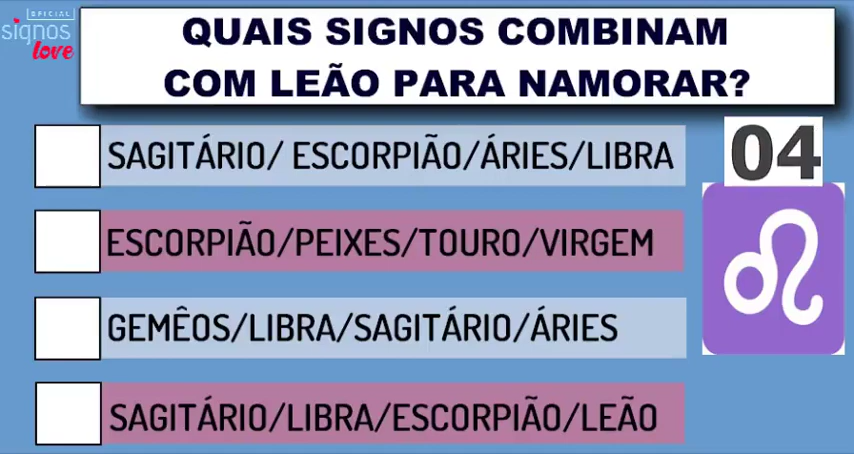 OFICIAL
signos
love
QUAIS SIGNOS COMBINAM
COM LEÃO PARA NAMORAR?
SAGITÁRIO/ ESCORPIÃO/ÁRIES/LIBRA
04
ESCORPIÃO/PEIXES/TOURO/VIRGEM
GEMÊOS/LIBRA/SAGITÁRIO/ÁRIES
SAGITÁRIO/LIBRA/ESCORPIÃO/LEÃO